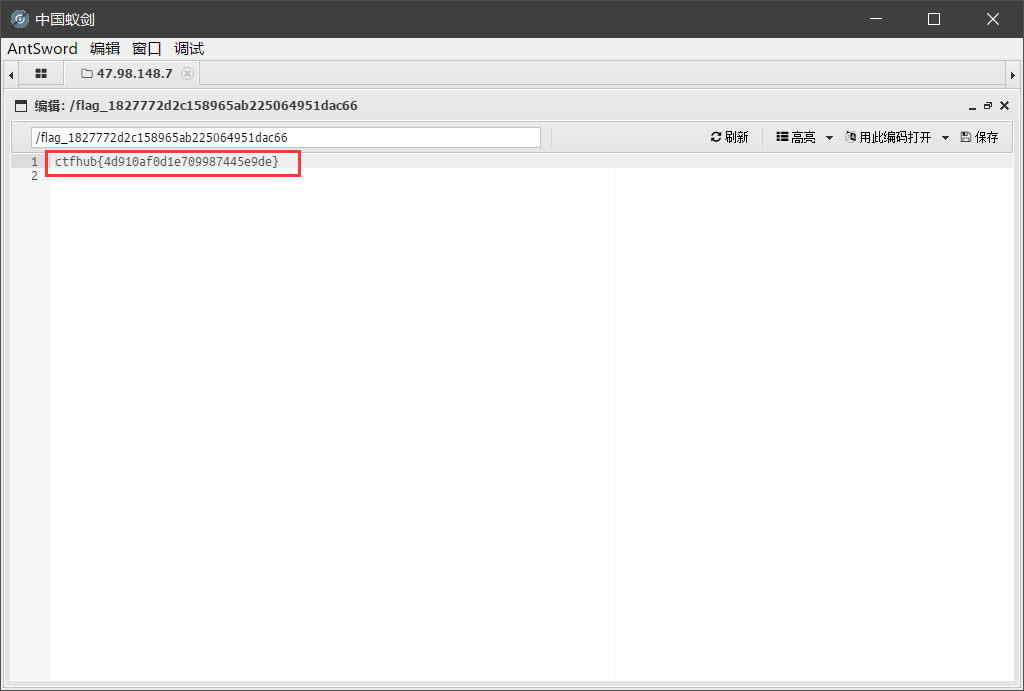 中国蚁剑
AntSword 编辑 窗口 调试
47.98.148.7
编辑: /flag_1827772d2c158965ab225064951dac66
/flag_1827772d2c158965ab225064951dac66 刷新 高亮 用此编码打开 保存
1 ctfhub{4d910af0d1e709987445e9de}
2